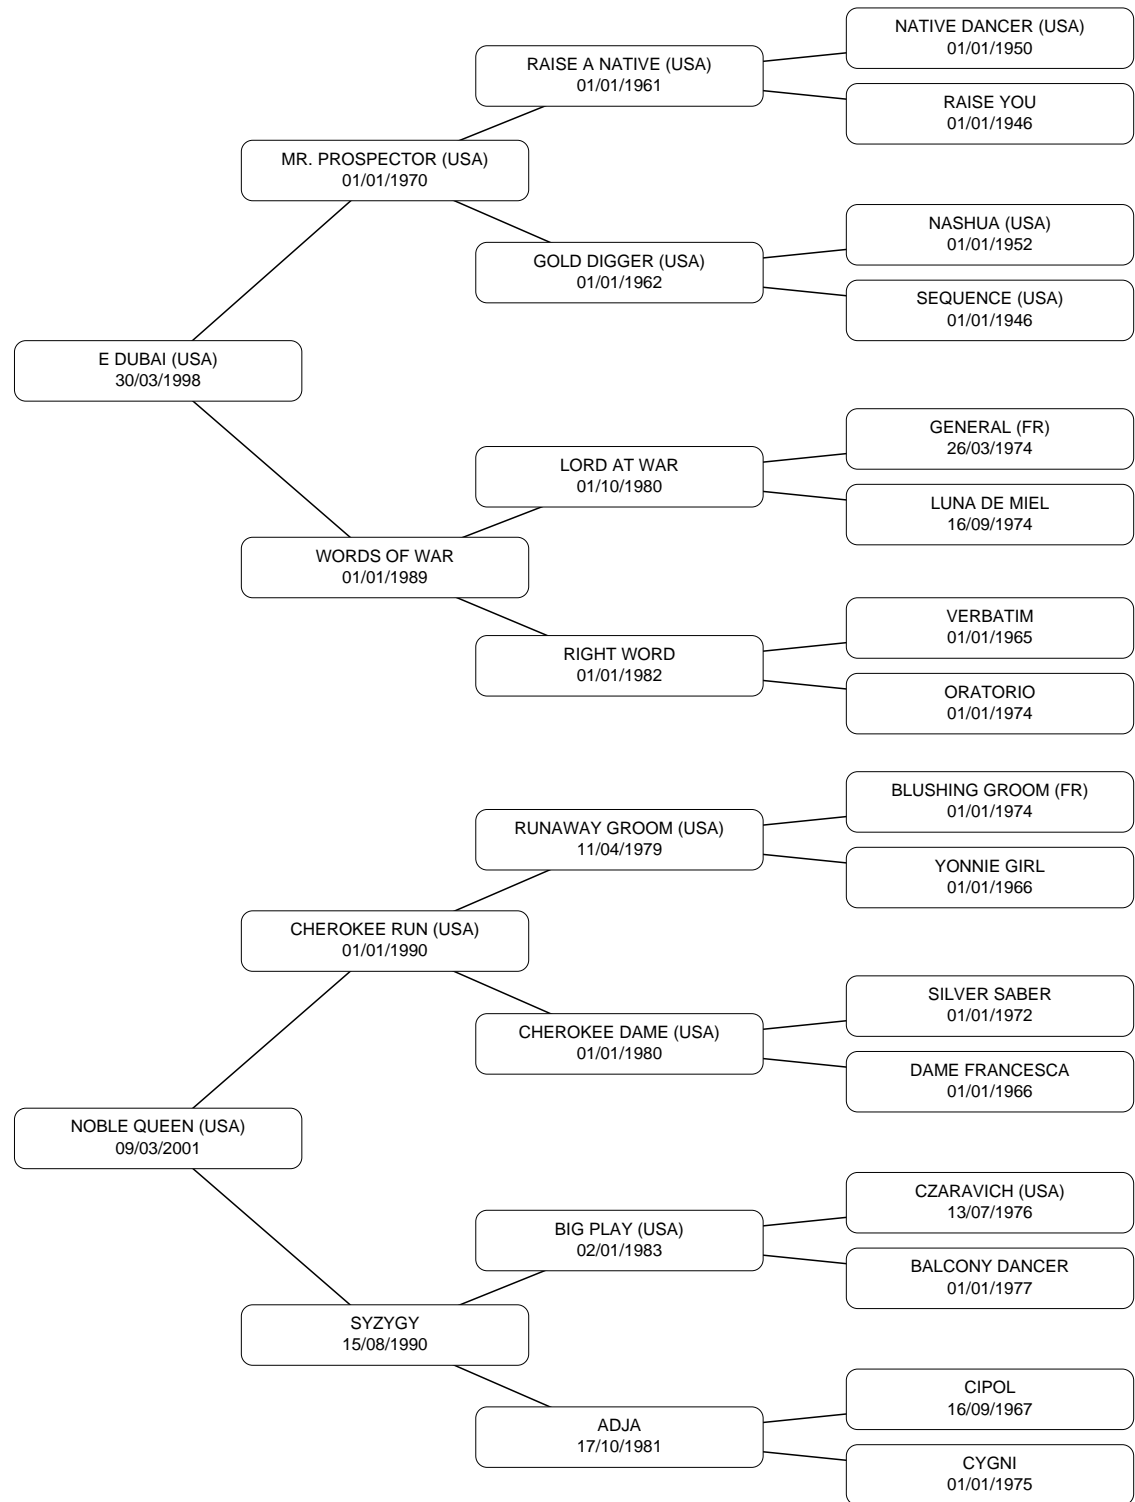 NATIVE DANCER (USA)
01/01/1950
RAISE A NATIVE (USA)
01/01/1961
RAISE YOU
01/01/1946
MR. PROSPECTOR (USA)
01/01/1970
NASHUA (USA)
01/01/1952
GOLD DIGGER (USA)
01/01/1962
SEQUENCE (USA)
01/01/1946
E DUBAI (USA)
30/03/1998
GENERAL (FR)
26/03/1974
LORD AT WAR
01/10/1980
LUNA DE MIEL
16/09/1974
WORDS OF WAR
01/01/1989
VERBATIM
01/01/1965
RIGHT WORD
01/01/1982
ORATORIO
01/01/1974
BLUSHING GROOM (FR)
01/01/1974
RUNAWAY GROOM (USA)
11/04/1979
YONNIE GIRL
01/01/1966
CHEROKEE RUN (USA)
01/01/1990
SILVER SABER
01/01/1972
CHEROKEE DAME (USA)
01/01/1980
DAME FRANCESCA
01/01/1966
NOBLE QUEEN (USA)
09/03/2001
CZARAVICH (USA)
13/07/1976
BIG PLAY (USA)
02/01/1983
BALCONY DANCER
01/01/1977
SYZYGY
15/08/1990
CIPOL
16/09/1967
ADJA
17/10/1981
CYGNI
01/01/1975